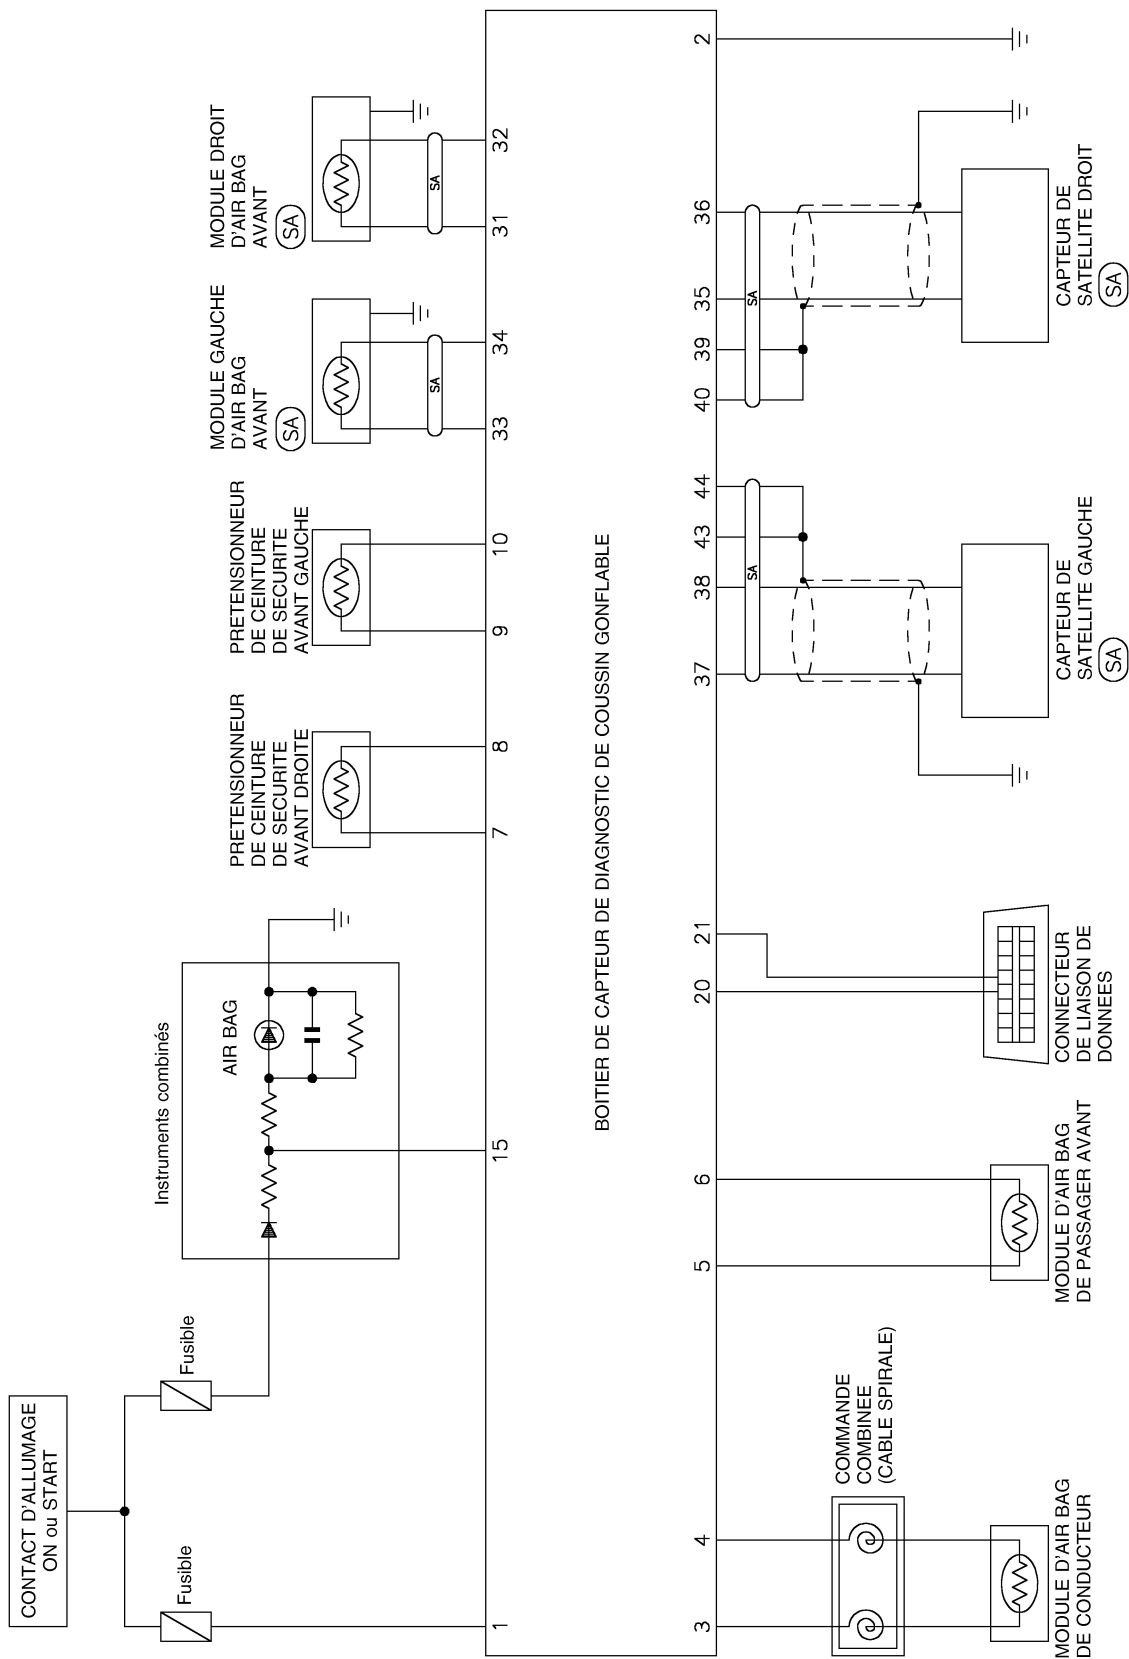 CONTACT D'ALLUMAGE
ON ou START
Fusible
Fusible
Instruments combinés
AIR BAG
PRETENSIONNEUR
DE CEINTURE
DE SECURITE
AVANT DROITE
PRETENSIONNEUR
DE CEINTURE
DE SECURITE
AVANT GAUCHE
MODULE GAUCHE
D'AIR BAG
AVANT
SA
MODULE DROIT
D'AIR BAG
AVANT
SA
SA
SA
1
15
7
8
9
10
33
34
31
32
BOITIER DE CAPTEUR DE DIAGNOSTIC DE COUSSIN GONFLABLE
3
4
5
6
20
21
37
38
43
44
40
39
35
36
2
SA
SA
COMMANDE
COMBINEE
(CABLE SPIRALE)
MODULE D'AIR BAG
DE CONDUCTEUR
MODULE D'AIR BAG
DE PASSAGER AVANT
CONNECTEUR
DE LIAISON DE
DONNEES
CAPTEUR DE
SATELLITE GAUCHE
SA
CAPTEUR DE
SATELLITE DROIT
SA